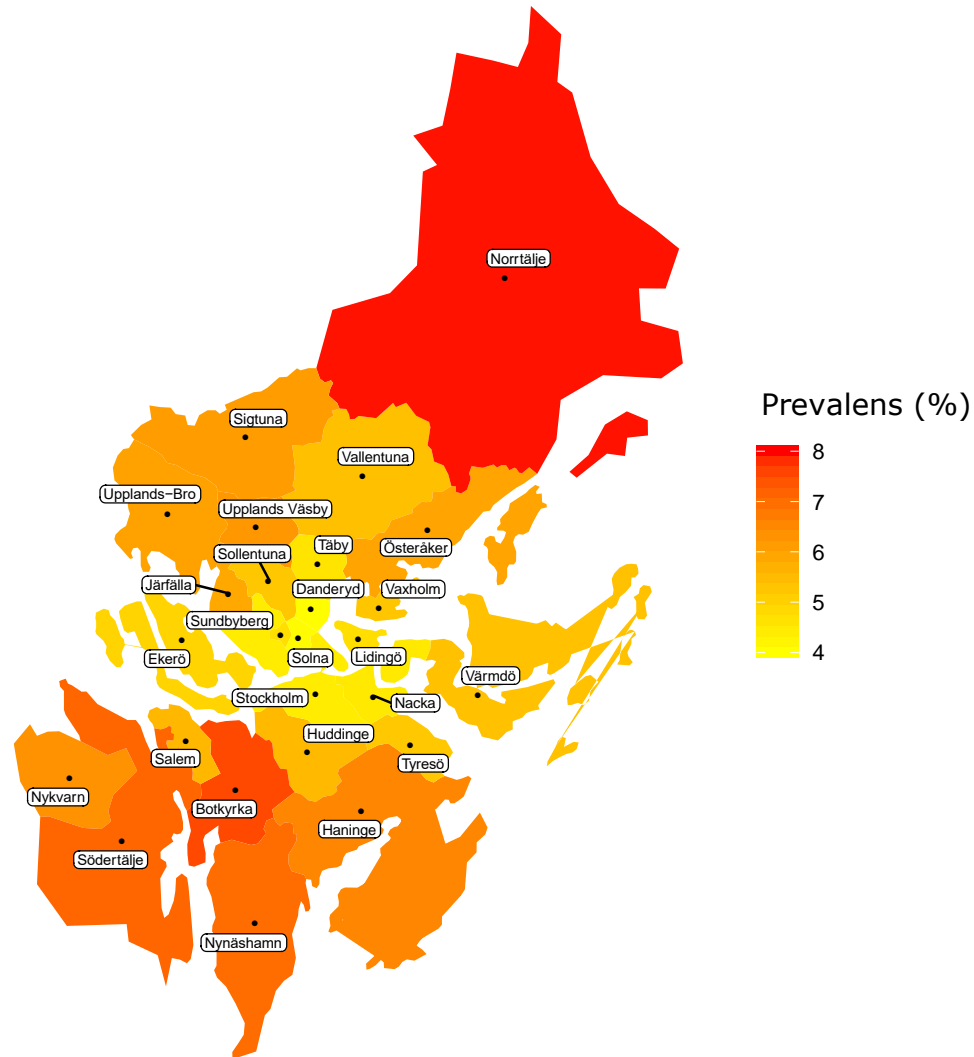 Norrtälje
Prevalens (%)
Sigtuna
8
Vallentuna
Upplands−Bro
7
Upplands Väsby
Täby
Österåker
Sollentuna
6
Järfälla
Danderyd
Vaxholm
5
Sundbyberg
Ekerö
Solna
Lidingö
4
Värmdö
Stockholm
Nacka
Huddinge
Salem
Tyresö
Nykvarn
Botkyrka
Haninge
Södertälje
Nynäshamn